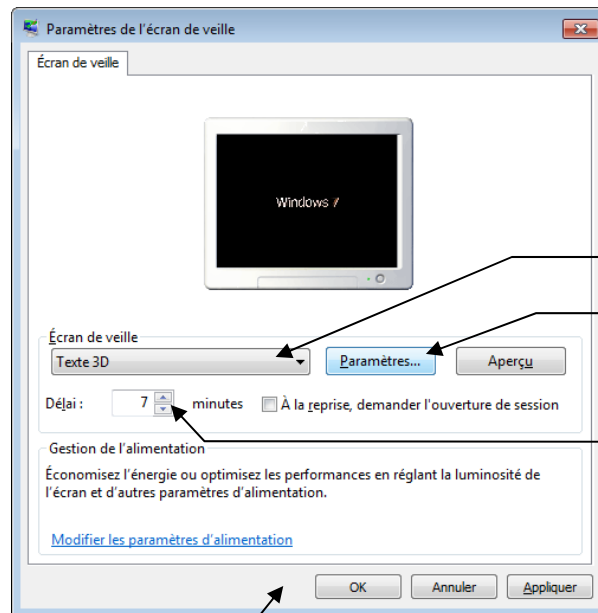 Paramètres de l'écran de veille
Écran de veille
Windows 7
Écran de veille
Texte 3D
Paramètres...
Aperçu
Délai :
7
minutes
À la reprise, demander l'ouverture de session
Gestion de l'alimentation
Économisez l'énergie ou optimisez les performances en réglant la luminosité de
l'écran et d'autres paramètres d'alimentation.
Modifier les paramètres d'alimentation
OK
Annuler
Appliquer